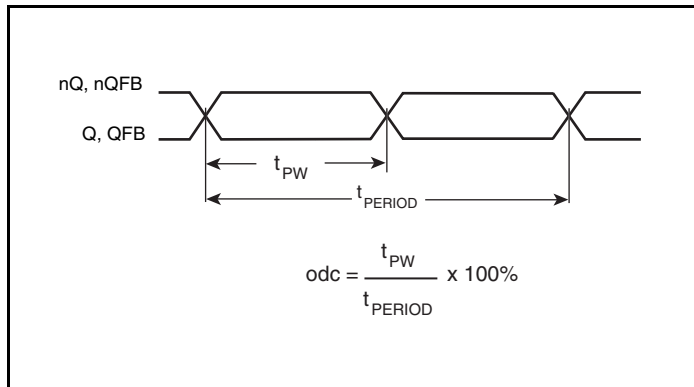 nQ, nQFB
Q, QFB
tPW
tPERIOD
odc = tPW / tPERIOD x 100%